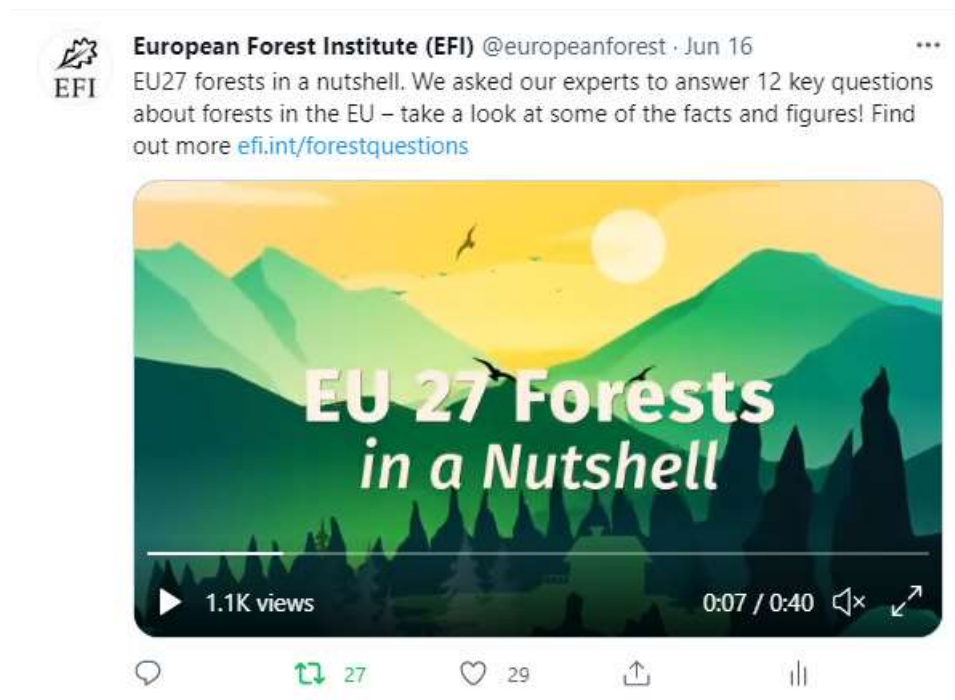 European Forest Institute (EFI) @europeanforest · Jun 16
EFI
EU27 forests in a nutshell. We asked our experts to answer 12 key questions
about forests in the EU – take a look at some of the facts and figures! Find
out more efi.int/forestquestions
EU 27 Forests
in a Nutshell
1.1K views
0:07 / 0:40
27
29